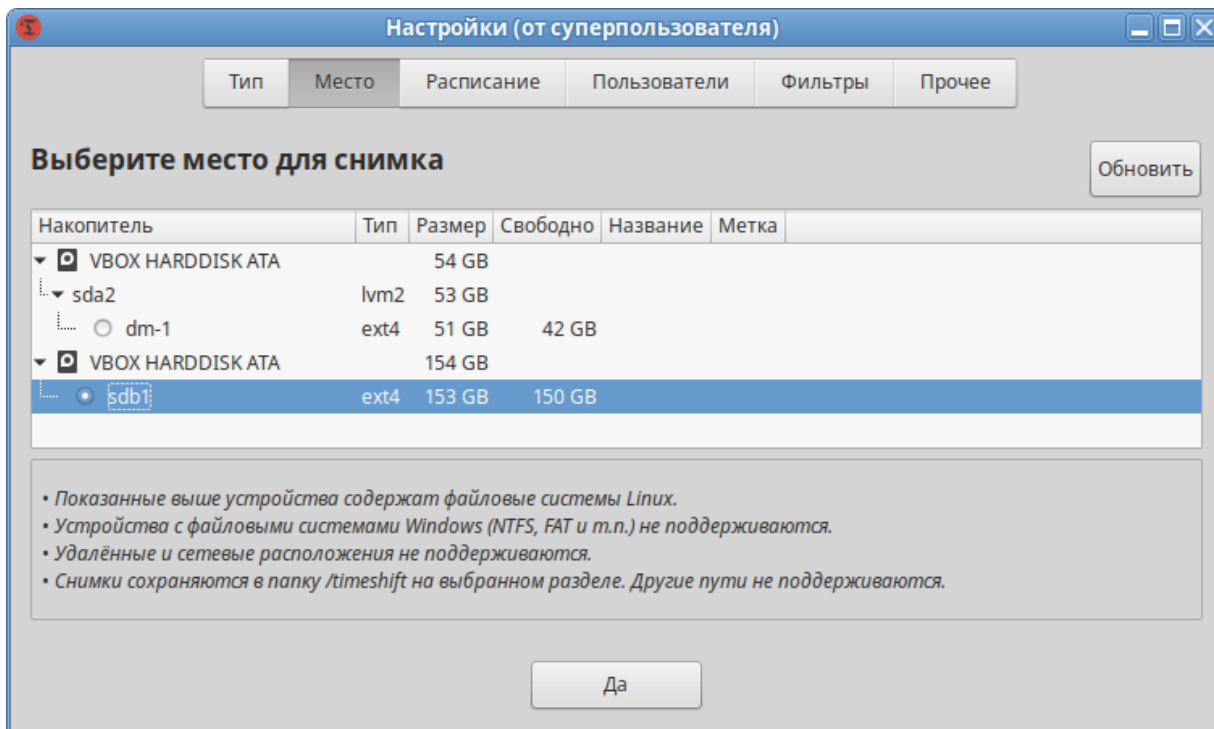 Настройки (от суперпользователя)
Тип Место Расписание Пользователи Фильтры Прочее
Выберите место для снимка
Обновить
Накопитель Тип Размер Свободно Название Метка
VBOX HARDDISK ATA 54 GB
sda2 lvm2 53 GB
dm-1 ext4 51 GB 42 GB
VBOX HARDDISK ATA 154 GB
sdb1 ext4 153 GB 150 GB
• Показанные выше устройства содержат файловые системы Linux.
• Устройства с файловыми системами Windows (NTFS, FAT и т.п.) не поддерживаются.
• Удалённые и сетевые расположения не поддерживаются.
• Снимки сохраняются в папку /timeshift на выбранном разделе. Другие пути не поддерживаются.
Да